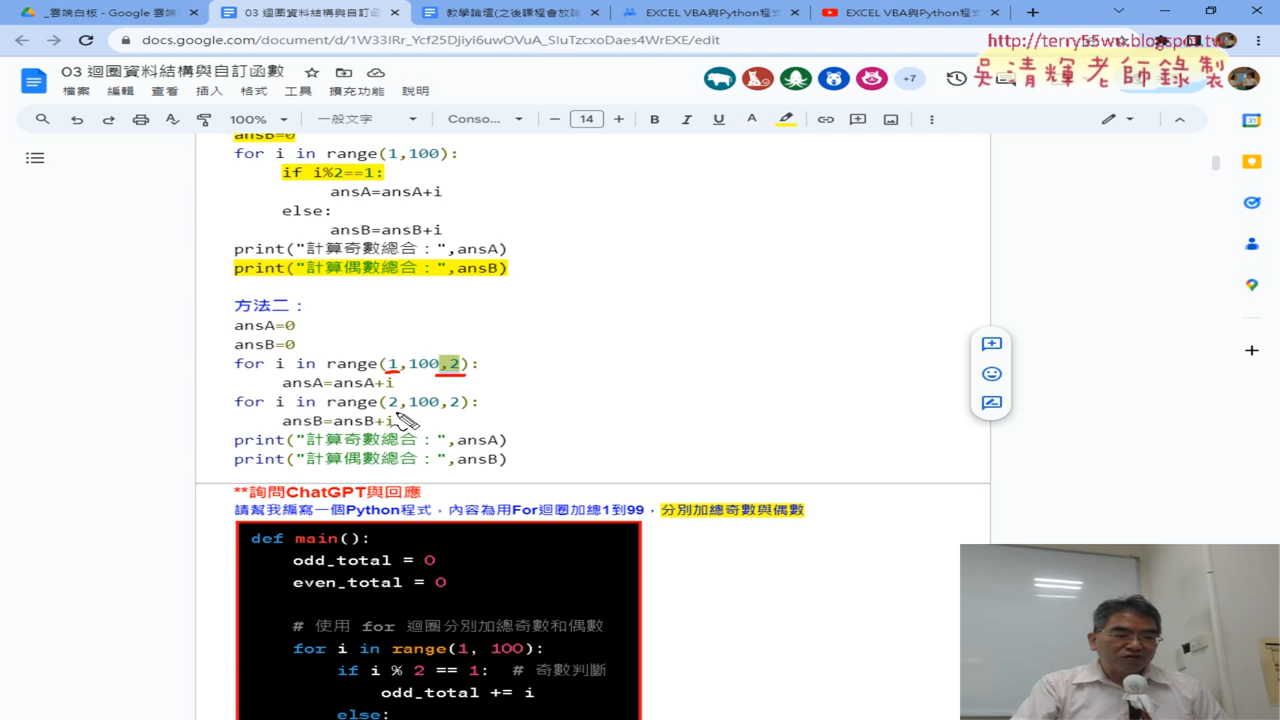 _雲端白板 - Google 雲端
03 迴圈資料結構與自訂函
教學論壇(之後課程會放論
EXCEL VBA與Python程式
EXCEL VBA與Python程式
docs.google.com/document/d/1W33IRr_Ycf25Djiyi6uwOVuA_SIuTzcxoDaes4WrEXE/edit
http://terry55wu.blogspot.tw
吳清輝老師錄製
03 迴圈資料結構與自訂函數
檔案 編輯 查看 插入 格式 工具 擴充功能 說明
+7
100% 一般文字 Conso... 14 B I U A
ansB=0
for i in range(1,100):
if i%2==1:
ansA=ansA+i
else:
ansB=ansB+i
print("計算奇數總合：",ansA)
print("計算偶數總合：",ansB)
方法二：
ansA=0
ansB=0
for i in range(1,100,2):
ansA=ansA+i
for i in range(2,100,2):
ansB=ansB+i
print("計算奇數總合：",ansA)
print("計算偶數總合：",ansB)
**詢問ChatGPT與回應
請幫我編寫一個Python程式，內容為用For迴圈加總1到99，分別加總奇數與偶數
def main():
odd_total = 0
even_total = 0
# 使用 for 迴圈分別加總奇數和偶數
for i in range(1, 100):
if i % 2 == 1: # 奇數判斷
odd_total += i
else: